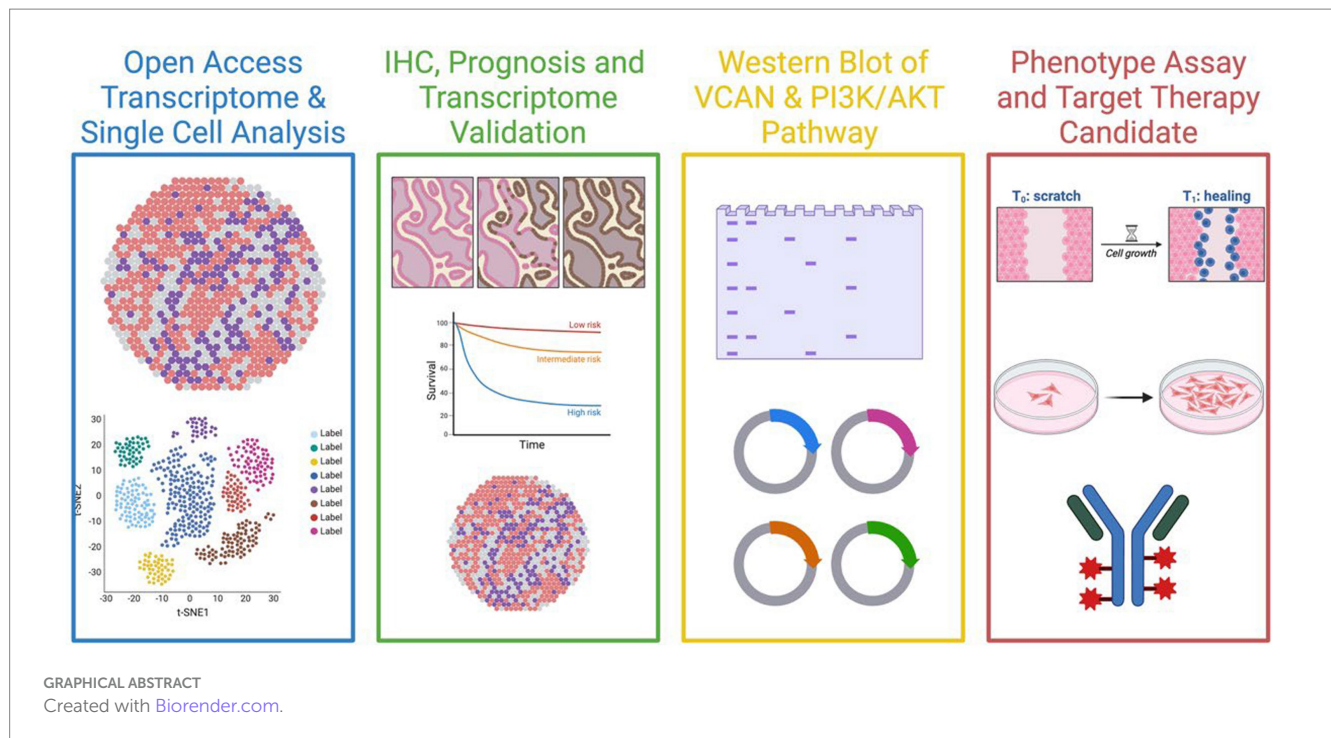 Open Access
Transcriptome &
Single Cell Analysis
IHC, Prognosis and
Transcriptome
Validation
Western Blot of
VCAN & PI3K/AKT
Pathway
Phenotype Assay
and Target Therapy
Candidate
30
20
10
0
-10
-20
-30
t-SNE2
-30
-20
-10
0
10
20
30
t-SNE1
Label
Label
Label
Label
Label
Label
Label
Label
100
80
60
40
20
0
Survival
Low risk
Intermediate risk
High risk
Time
T₀: scratch
T₁: healing
Cell growth
GRAPHICAL ABSTRACT
Created with Biorender.com.